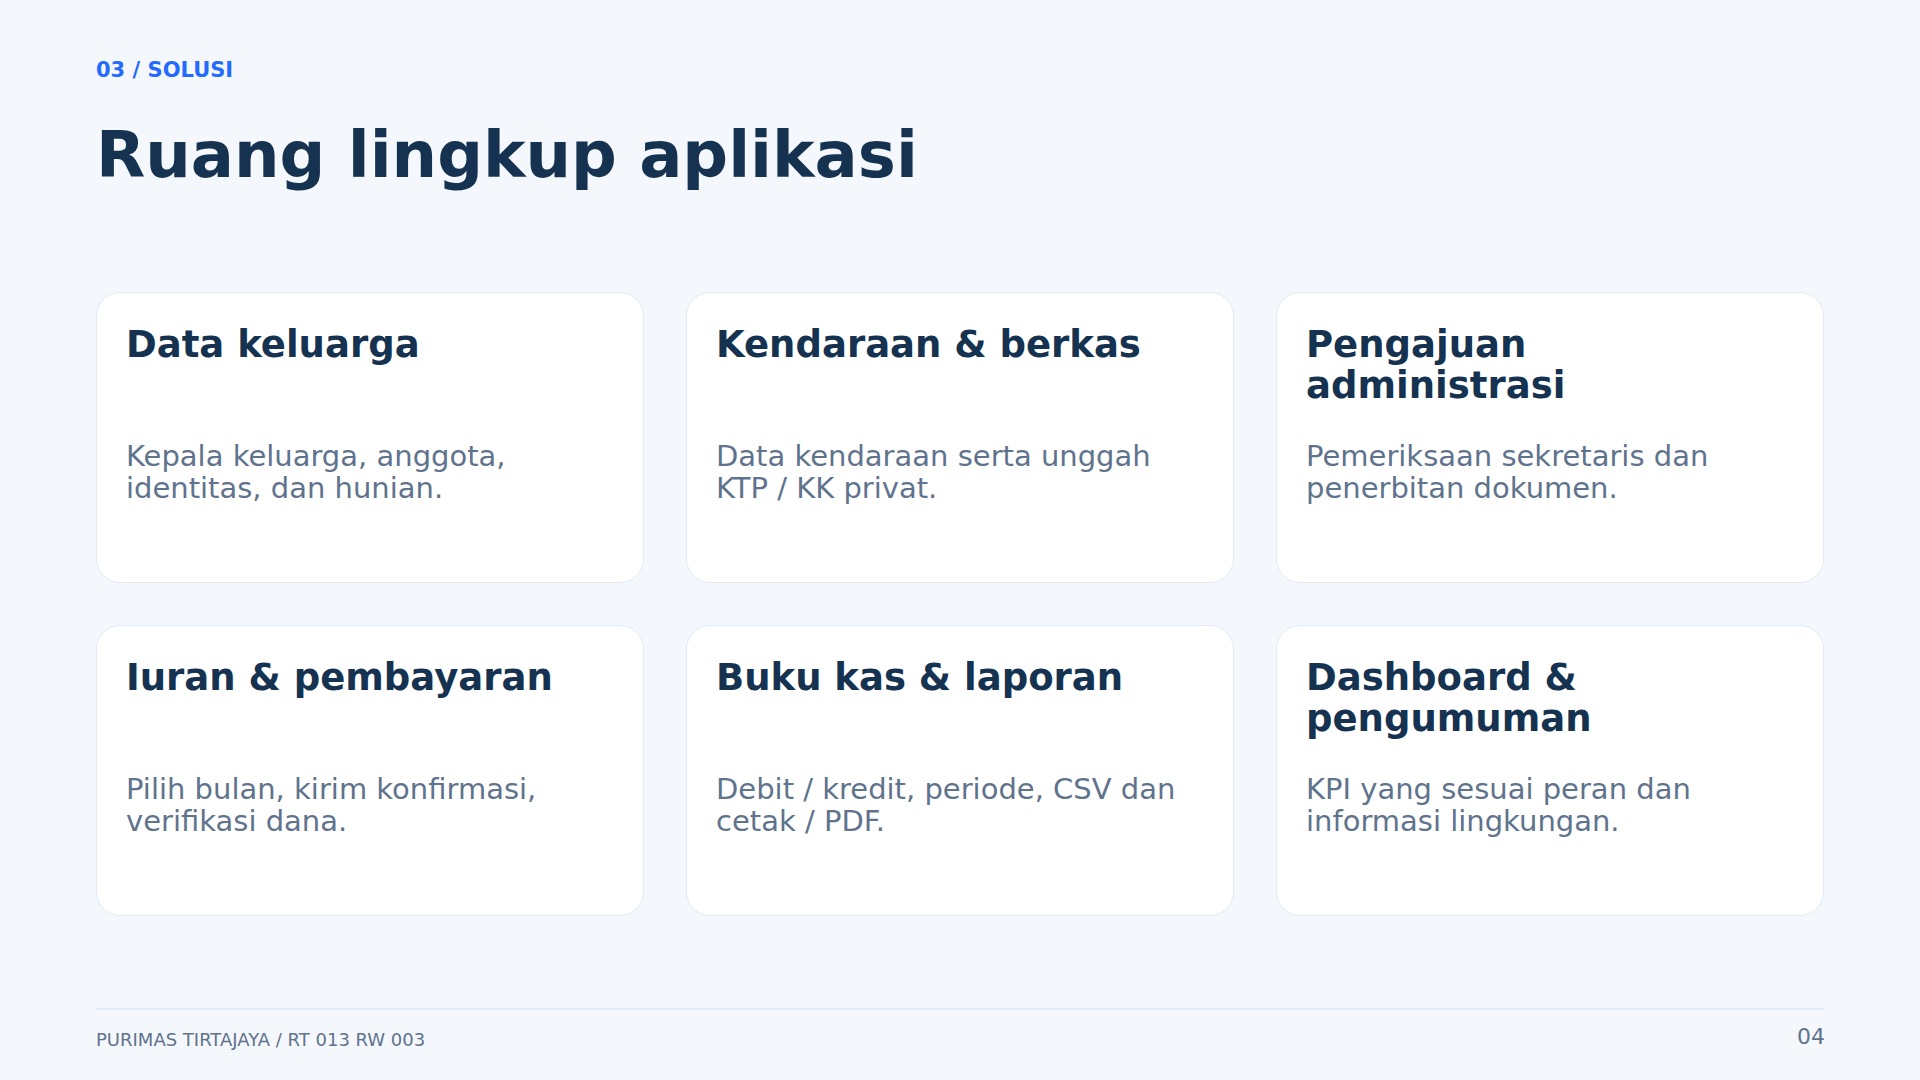 03 / SOLUSI
Ruang lingkup aplikasi
Data keluarga
Kepala keluarga, anggota,
identitas, dan hunian.
Kendaraan & berkas
Data kendaraan serta unggah
KTP / KK privat.
Pengajuan
administrasi
Pemeriksaan sekretaris dan
penerbitan dokumen.
Iuran & pembayaran
Pilih bulan, kirim konfirmasi,
verifikasi dana.
Buku kas & laporan
Debit / kredit, periode, CSV dan
cetak / PDF.
Dashboard &
pengumuman
KPI yang sesuai peran dan
informasi lingkungan.
PURIMAS TIRTAJAYA / RT 013 RW 003
04